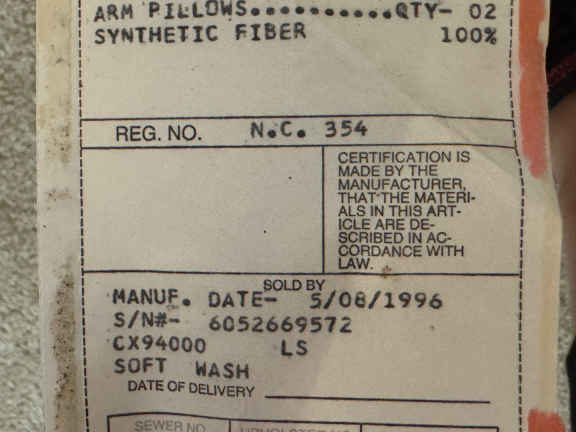 ARM PILLOWS...........QTY- 02
SYNTHETIC FIBER 100%
REG. NO. N.C. 354
CERTIFICATION IS
MADE BY THE
MANUFACTURER,
THAT THE MATERI-
ALS IN THIS ART-
ICLE ARE DE-
SCRIBED IN AC-
CORDANCE WITH
LAW.
SOLD BY
MANUF. DATE- 5/08/1996
S/N#- 6052669572
CX94000 LS
SOFT WASH
DATE OF DELIVERY
SEWER NO.